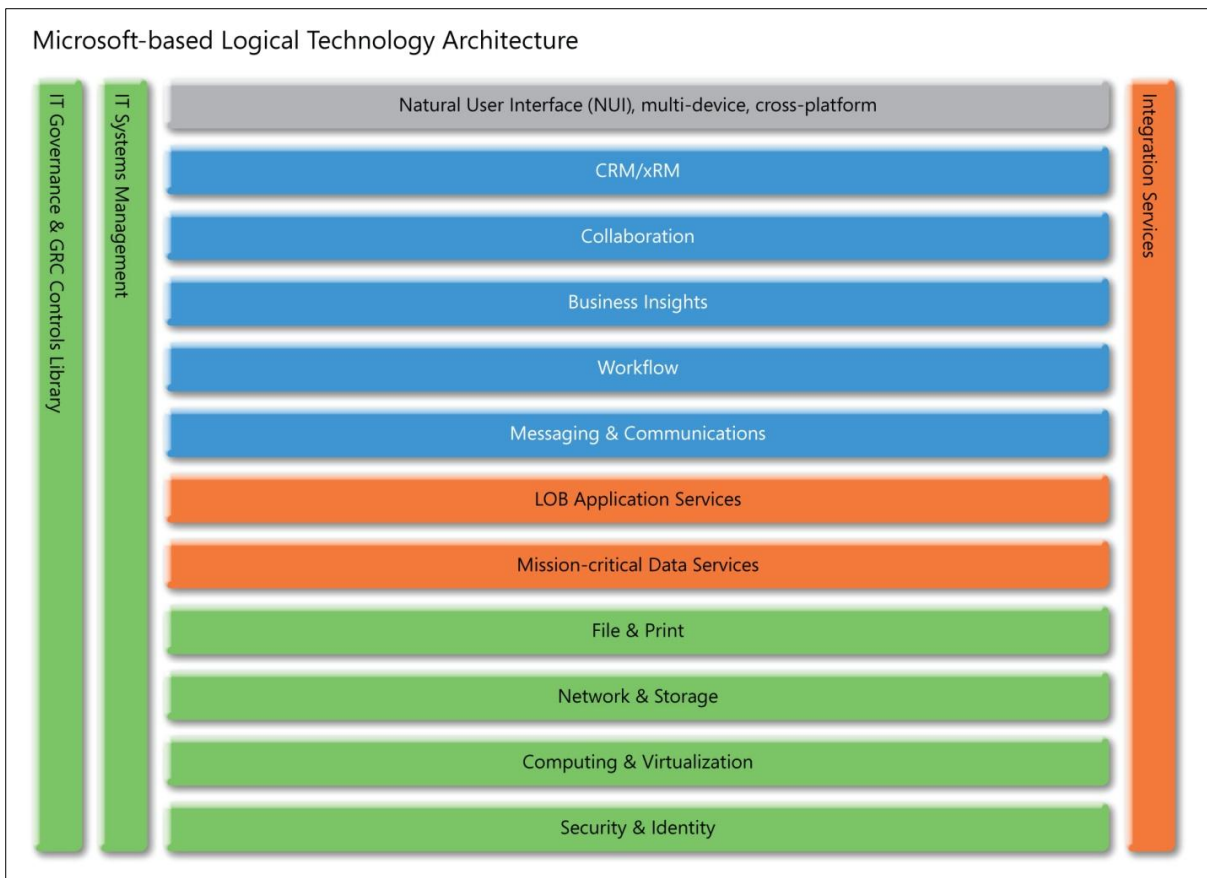 Microsoft-based Logical Technology Architecture
IT Governance & GRC Controls Library
IT Systems Management
Natural User Interface (NUI), multi-device, cross-platform
CRM/xRM
Collaboration
Business Insights
Workflow
Messaging & Communications
LOB Application Services
Mission-critical Data Services
File & Print
Network & Storage
Computing & Virtualization
Security & Identity
Integration Services